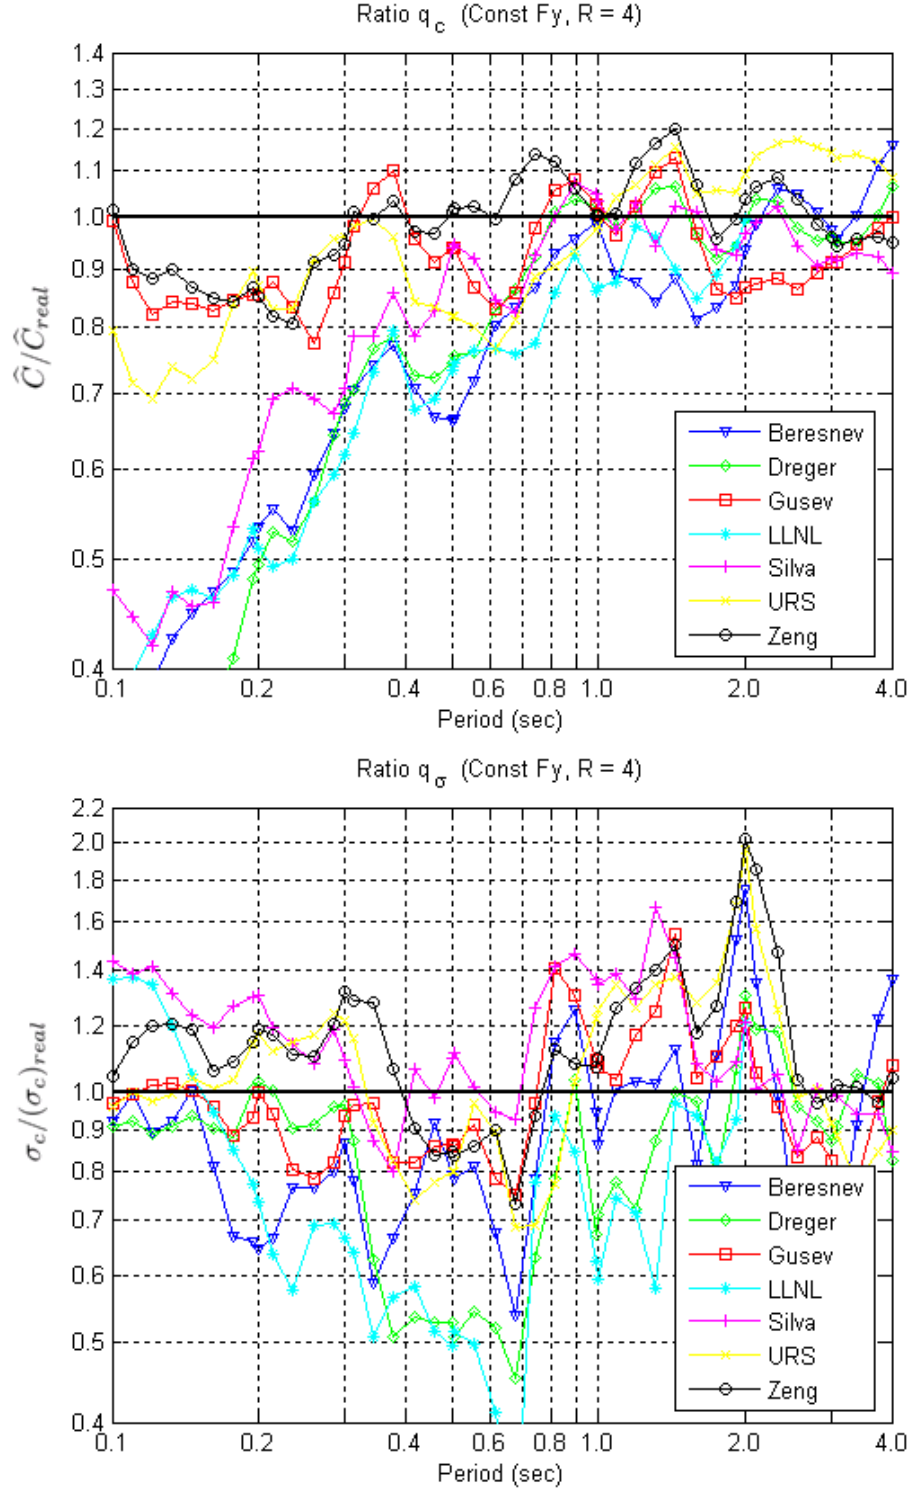 Ratio q_c (Const Fy, R = 4)
1.4
1.3
1.2
1.1
1.0
0.9
0.8
0.7
0.6
0.5
0.4
Ĉ/Ĉ_real
Beresnev
Dreger
Gusev
LLNL
Silva
URS
Zeng
0.1 0.2 0.4 0.6 0.8 1.0 2.0 4.0
Period (sec)
Ratio q_σ (Const Fy, R = 4)
2.2
2.0
1.8
1.6
1.4
1.2
1.0
0.9
0.8
0.7
0.6
0.5
0.4
σ_c/(σ_c)_real
Beresnev
Dreger
Gusev
LLNL
Silva
URS
Zeng
0.1 0.2 0.4 0.6 0.8 1.0 2.0 4.0
Period (sec)